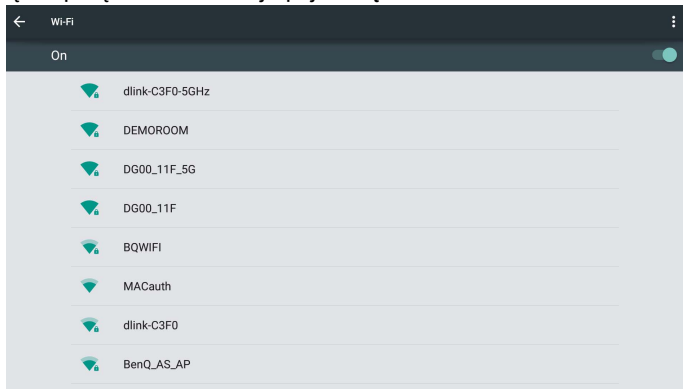 Wi-Fi
On
dlink-C3F0-5GHz
DEMOROOM
DG00_11F_5G
DG00_11F
BQWIFI
MACauth
dlink-C3F0
BenQ_AS_AP